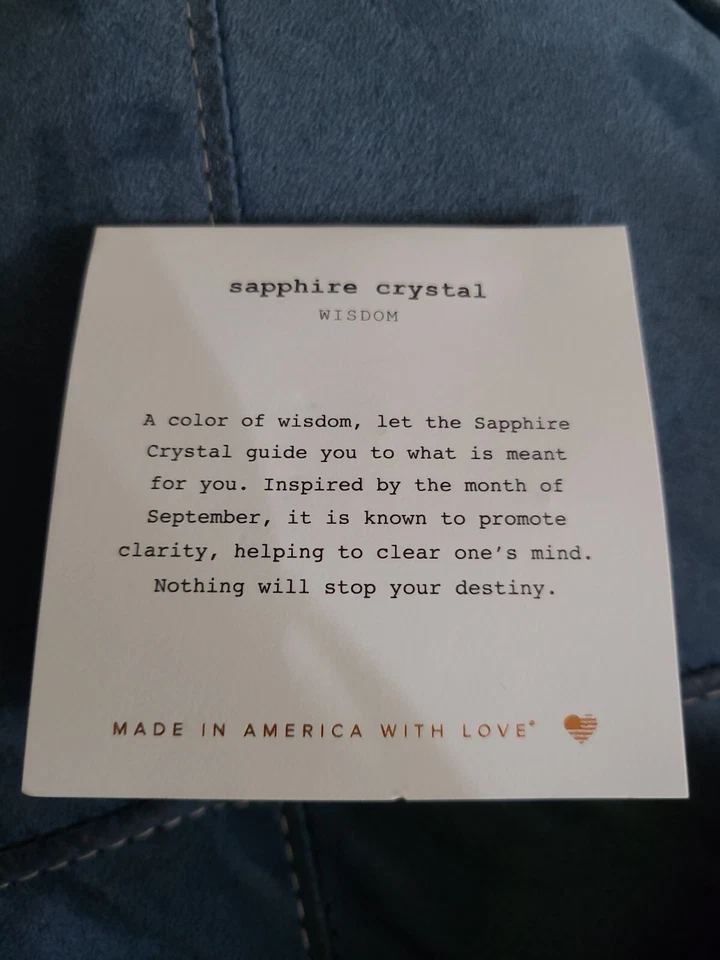 sapphire crystal
WISDOM
A color of wisdom, let the Sapphire
Crystal guide you to what is meant
for you. Inspired by the month of
September, it is known to promote
clarity, helping to clear one’s mind.
Nothing will stop your destiny.
MADE IN AMERICA WITH LOVE®